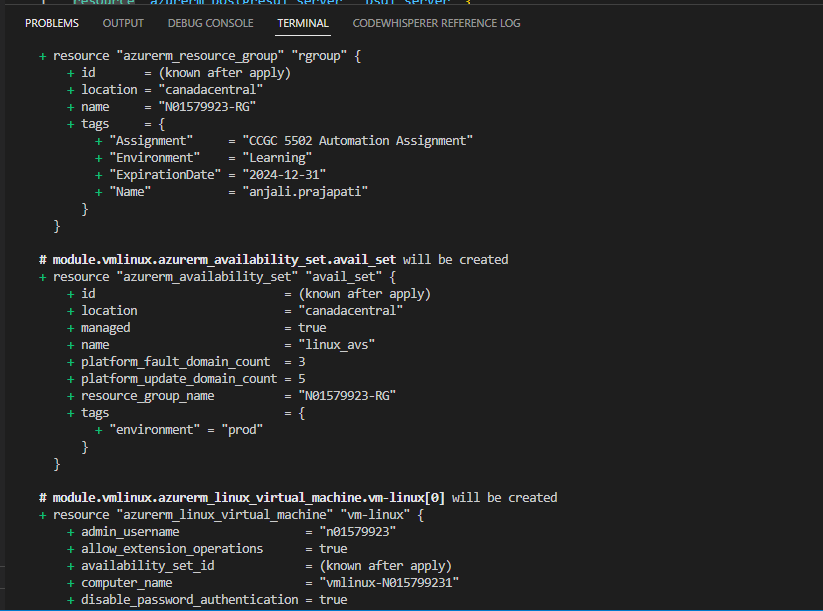 PROBLEMS OUTPUT DEBUG CONSOLE TERMINAL CODEWHISPERER REFERENCE LOG
+ resource "azurerm_resource_group" "rgroup" {
+ id = (known after apply)
+ location = "canadacentral"
+ name = "N01579923-RG"
+ tags = {
+ "Assignment" = "CCGC 5502 Automation Assignment"
+ "Environment" = "Learning"
+ "ExpirationDate" = "2024-12-31"
+ "Name" = "anjali.prajapati"
}
}
# module.vmlinux.azurerm_availability_set.avail_set will be created
+ resource "azurerm_availability_set" "avail_set" {
+ id = (known after apply)
+ location = "canadacentral"
+ managed = true
+ name = "linux_avs"
+ platform_fault_domain_count = 3
+ platform_update_domain_count = 5
+ resource_group_name = "N01579923-RG"
+ tags = {
+ "environment" = "prod"
}
}
# module.vmlinux.azurerm_linux_virtual_machine.vm-linux[0] will be created
+ resource "azurerm_linux_virtual_machine" "vm-linux" {
+ admin_username = "n01579923"
+ allow_extension_operations = true
+ availability_set_id = (known after apply)
+ computer_name = "vmlinux-N015799231"
+ disable_password_authentication = true